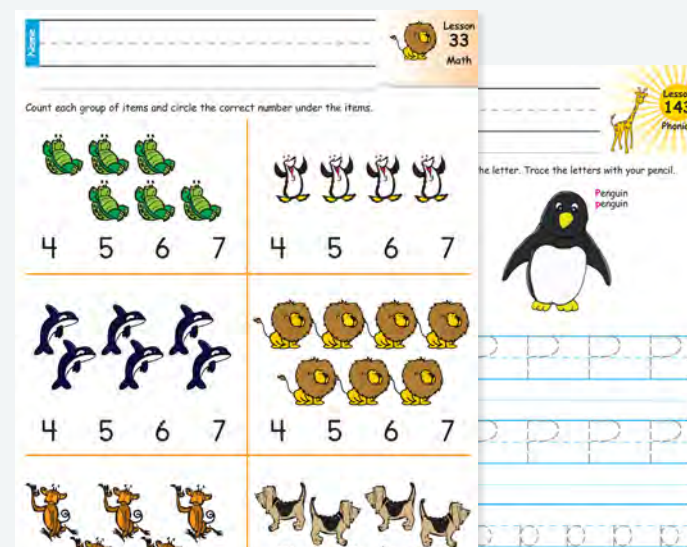 Name
Lesson
33
Math
Count each group of items and circle the correct number under the items.
4 5 6 7
4 5 6 7
4 5 6 7
4 5 6 7
143
he letter. Trace the letters with your pencil.
Penguin
penguin
P P P P
P P P P
p p p p p p